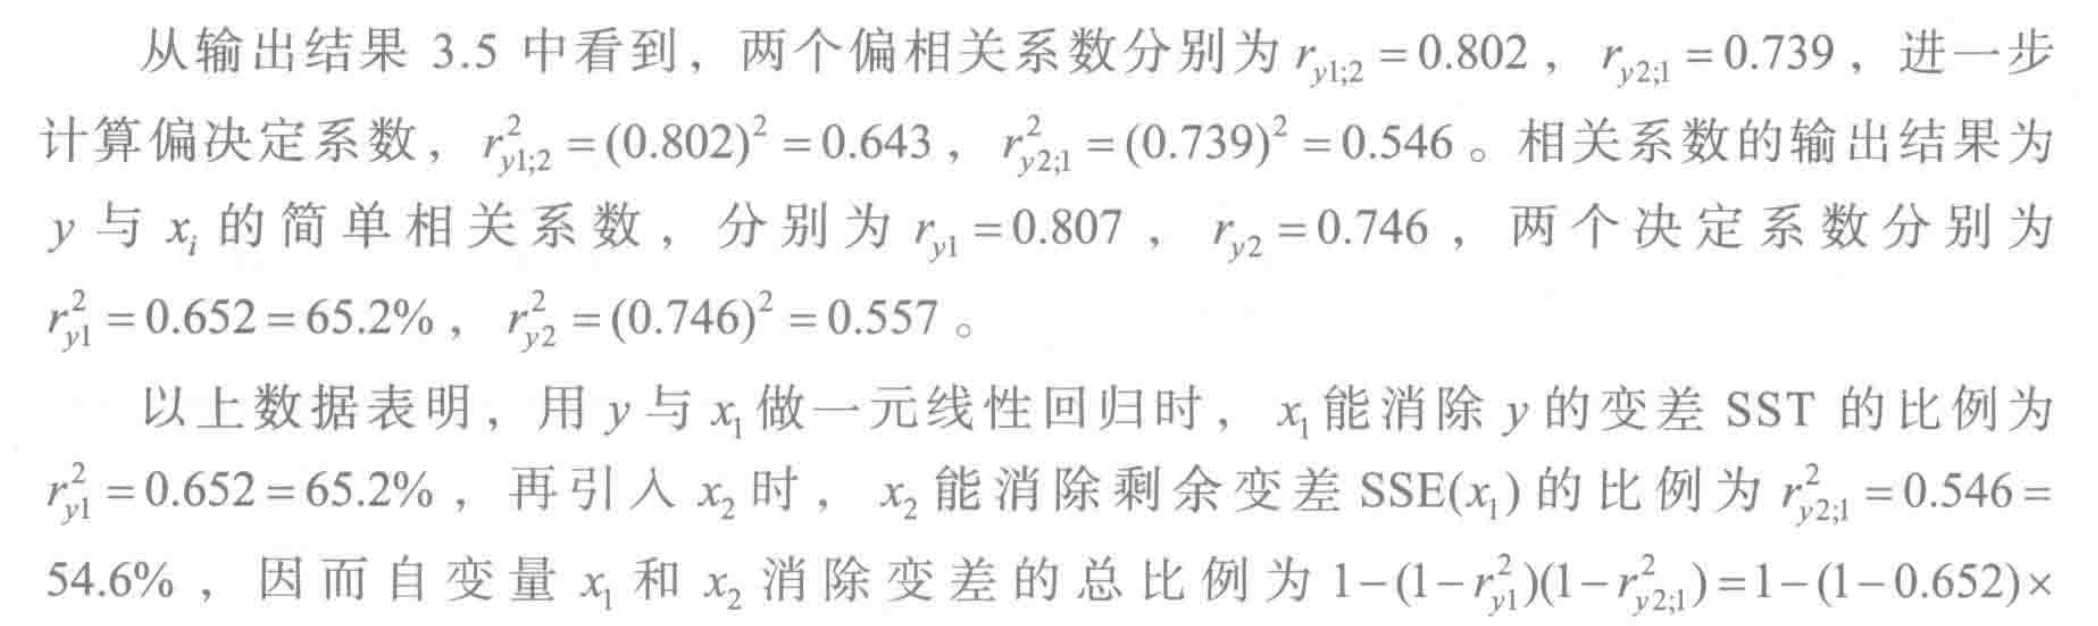 从输出结果 3.5 中看到，两个偏相关系数分别为 $r_{y1;2}=0.802$，$r_{y2;1}=0.739$，进一步
计算偏决定系数，$r_{y1;2}^2=(0.802)^2=0.643$，$r_{y2;1}^2=(0.739)^2=0.546$。相关系数的输出结果为
$y$ 与 $x_i$ 的简单相关系数，分别为 $r_{y1}=0.807$，$r_{y2}=0.746$，两个决定系数分别为
$r_{y1}^2=0.652=65.2\%$，$r_{y2}^2=(0.746)^2=0.557$。
以上数据表明，用 $y$ 与 $x_1$ 做一元线性回归时，$x_1$ 能消除 $y$ 的变差 SST 的比例为
$r_{y1}^2=0.652=65.2\%$，再引入 $x_2$ 时，$x_2$ 能消除剩余变差 $\mathrm{SSE}(x_1)$ 的比例为 $r_{y2;1}^2=0.546=$
$54.6\%$，因而自变量 $x_1$ 和 $x_2$ 消除变差的总比例为 $1-(1-r_{y1}^2)(1-r_{y2;1}^2)=1-(1-0.652)\times$